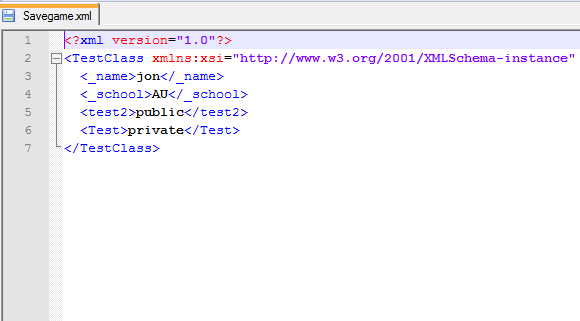 Savegame.xml
1 <?xml version="1.0"?>
2 <TestClass xmlns:xsi="http://www.w3.org/2001/XMLSchema-instance"
3 <_name>jon</_name>
4 <_school>AU</_school>
5 <test2>public</test2>
6 <Test>private</Test>
7 </TestClass>